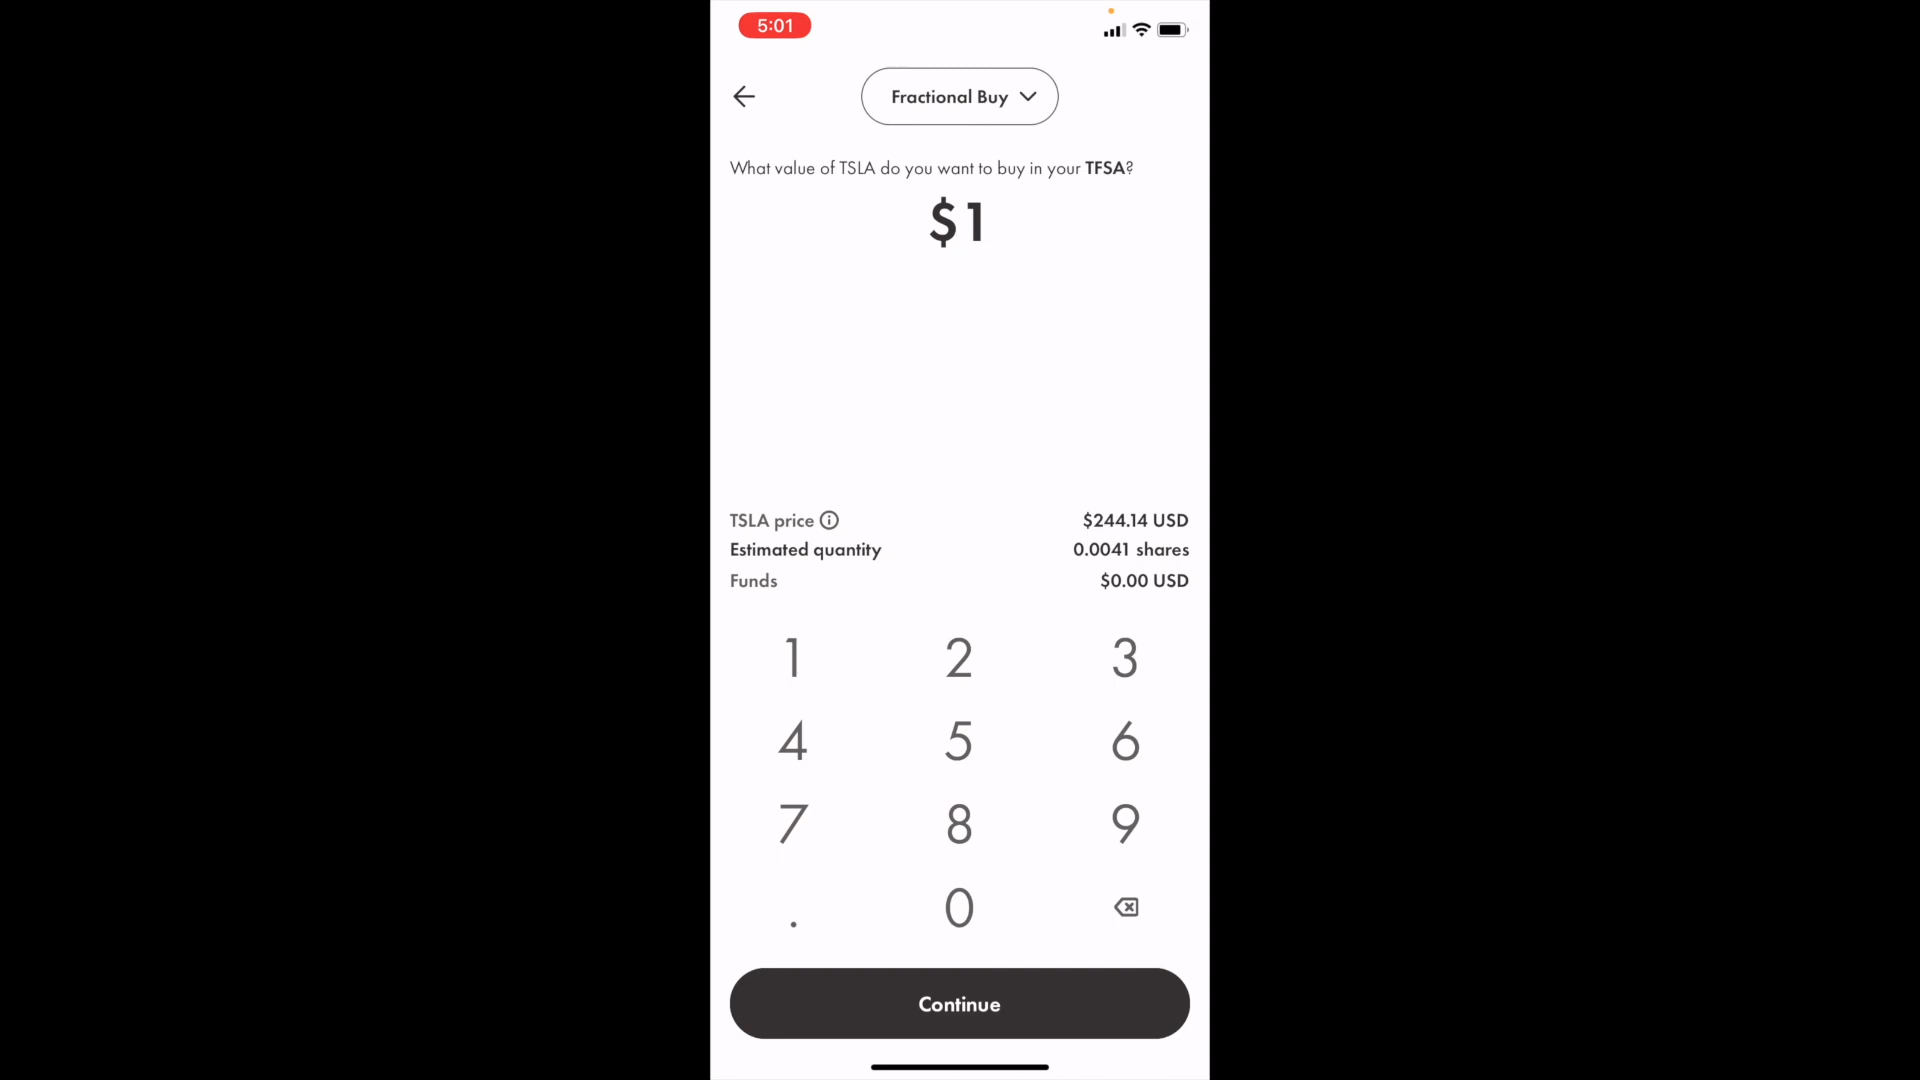 5:01
Fractional Buy
What value of TSLA do you want to buy in your TFSA?
$1
TSLA price $244.14 USD
Estimated quantity 0.0041 shares
Funds $0.00 USD
1 2 3
4 5 6
7 8 9
. 0
Continue